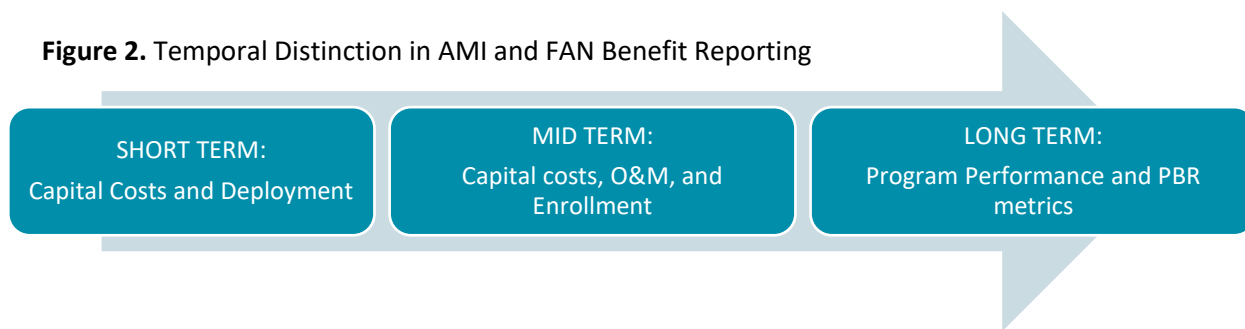 Figure 2. Temporal Distinction in AMI and FAN Benefit Reporting
SHORT TERM:
Capital Costs and Deployment
MID TERM:
Capital costs, O&M, and
Enrollment
LONG TERM:
Program Performance and PBR
metrics